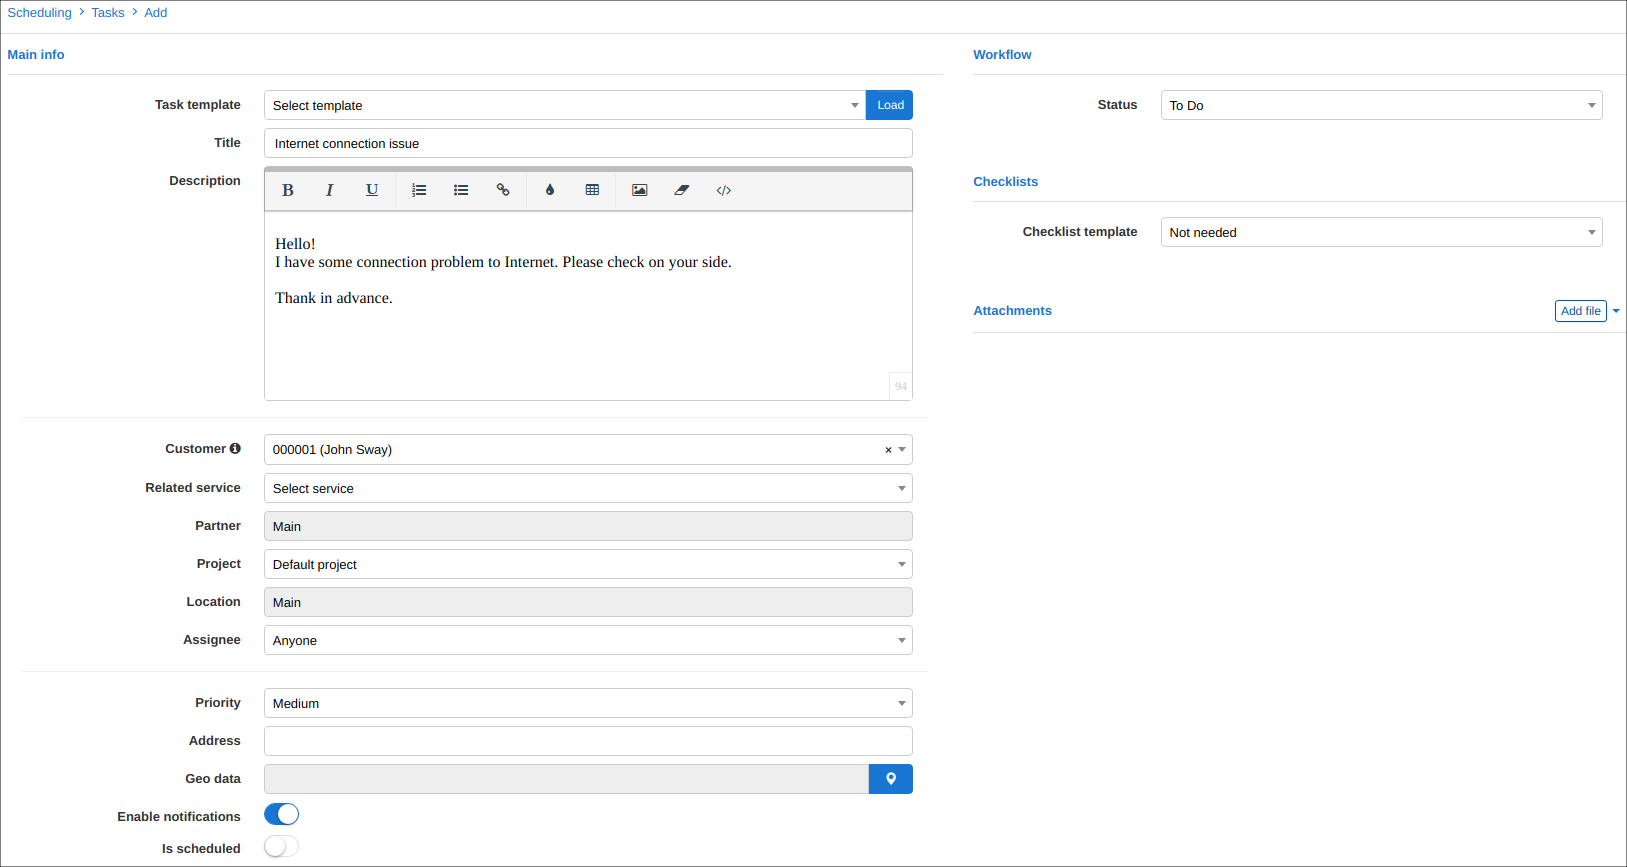 Scheduling > Tasks > Add
Main info
Task template Select template Load
Title Internet connection issue
Description B I U
Hello!
I have some connection problem to Internet. Please check on your side.
Thank in advance.
94
Customer 000001 (John Sway) ×
Related service Select service
Partner Main
Project Default project
Location Main
Assignee Anyone
Priority Medium
Address
Geo data
Enable notifications
Is scheduled
Workflow
Status To Do
Checklists
Checklist template Not needed
Attachments Add file